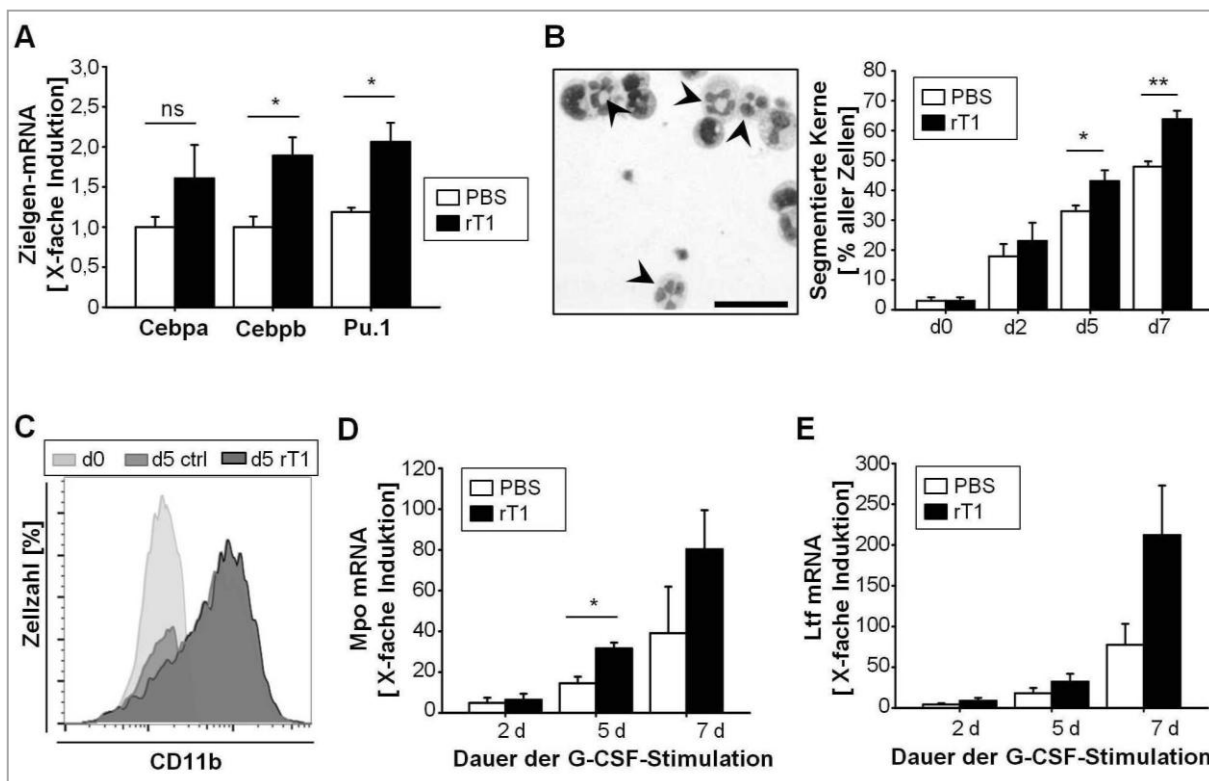 A
Zielgen-mRNA
[ X-fache Induktion]
3,0
2,5
2,0
1,5
1,0
0,5
0
ns
*
*
PBS
rT1
Cebpa
Cebpb
Pu.1
B
Segmentierte Kerne
[ % aller Zellen]
80
70
60
50
40
30
20
10
0
PBS
rT1
*
**
d0
d2
d5
d7
C
d0
d5 ctrl
d5 rT1
Zellzahl [%]
CD11b
D
Mpo mRNA
[ X-fache Induktion]
120
100
80
60
40
20
0
PBS
rT1
*
2 d
5 d
7 d
E
Ltf mRNA
[ X-fache Induktion]
300
250
200
150
100
50
0
PBS
rT1
2 d
5 d
7 d
Dauer der G-CSF-Stimulation
Dauer der G-CSF-Stimulation